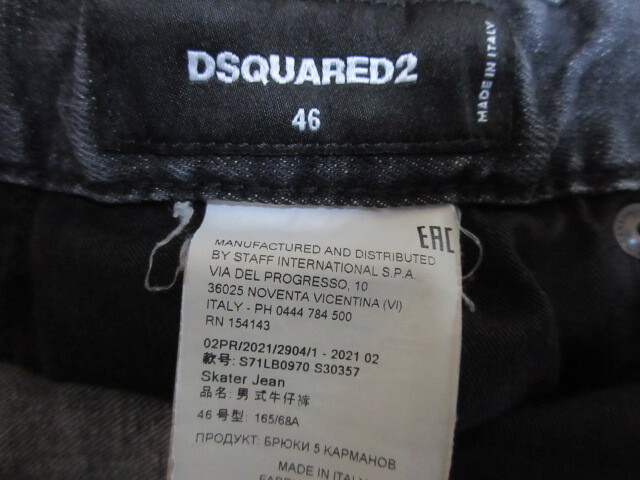 DSQUARED2
46
MADE IN ITALY
EAC
MANUFACTURED AND DISTRIBUTED
BY STAFF INTERNATIONAL S.P.A.
VIA DEL PROGRESSO, 10
36025 NOVENTA VICENTINA (VI)
ITALY - PH 0444 784 500
RN 154143
02PR/2021/2904/1 - 2021 02
款号: S71LB0970 S30357
Skater Jean
品名: 男式牛仔裤
46 号型: 165/68A
ПРОДУКТ: БРЮКИ 5 КАРМАНОВ
MADE IN ITALY